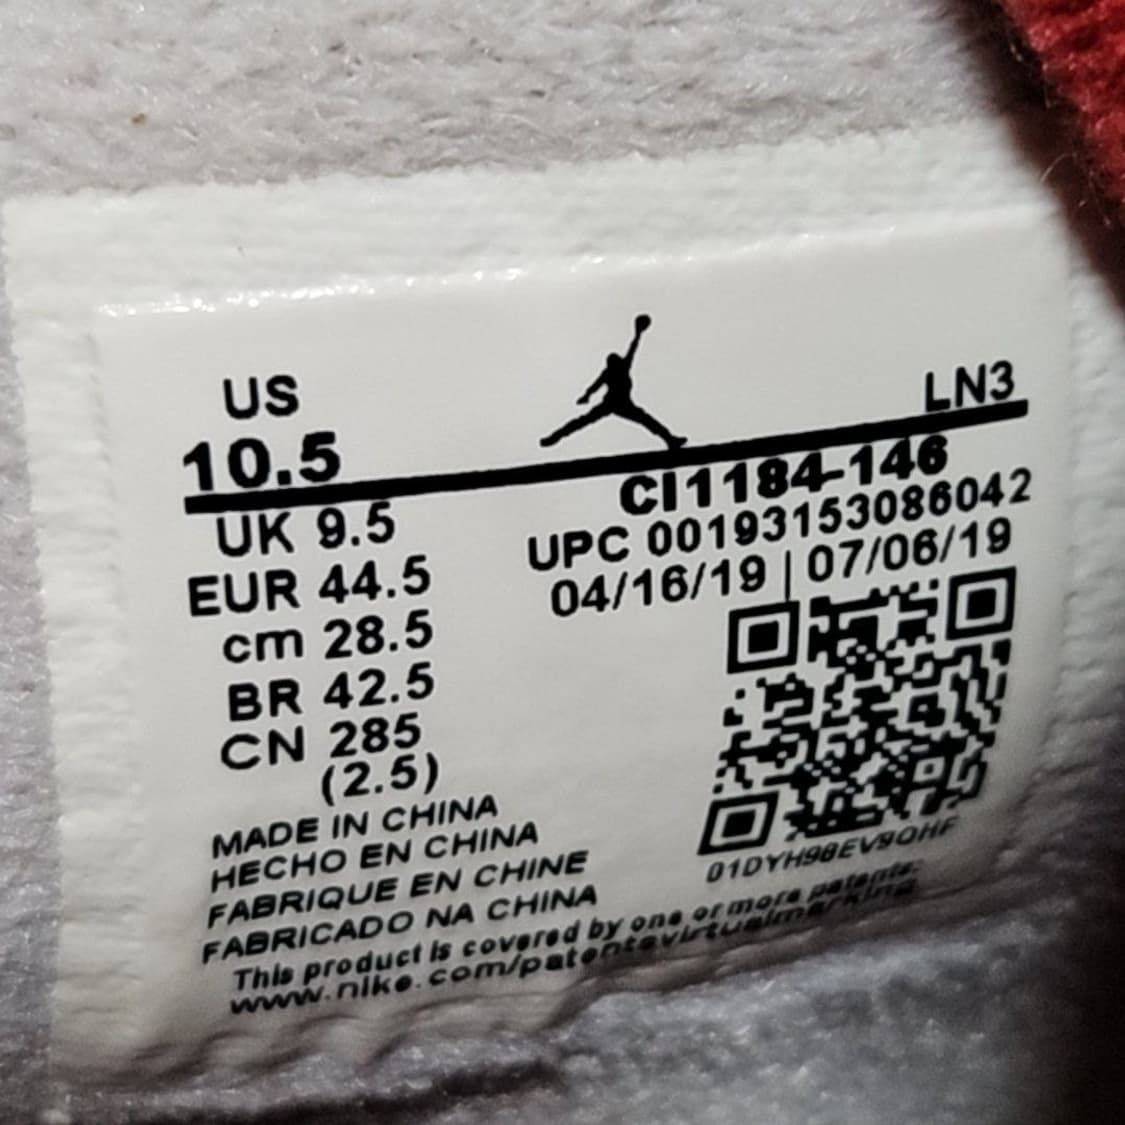 US
10.5
LN3
UK 9.5
EUR 44.5
cm 28.5
BR 42.5
CN 285
(2.5)
CI1184-146
UPC 00193153086042
04/16/19 | 07/06/19
01DYH98EV9QHF
MADE IN CHINA
HECHO EN CHINA
FABRIQUE EN CHINE
FABRICADO NA CHINA
This product is covered by one or more patents:
www.nike.com/patentsvirtualmarking